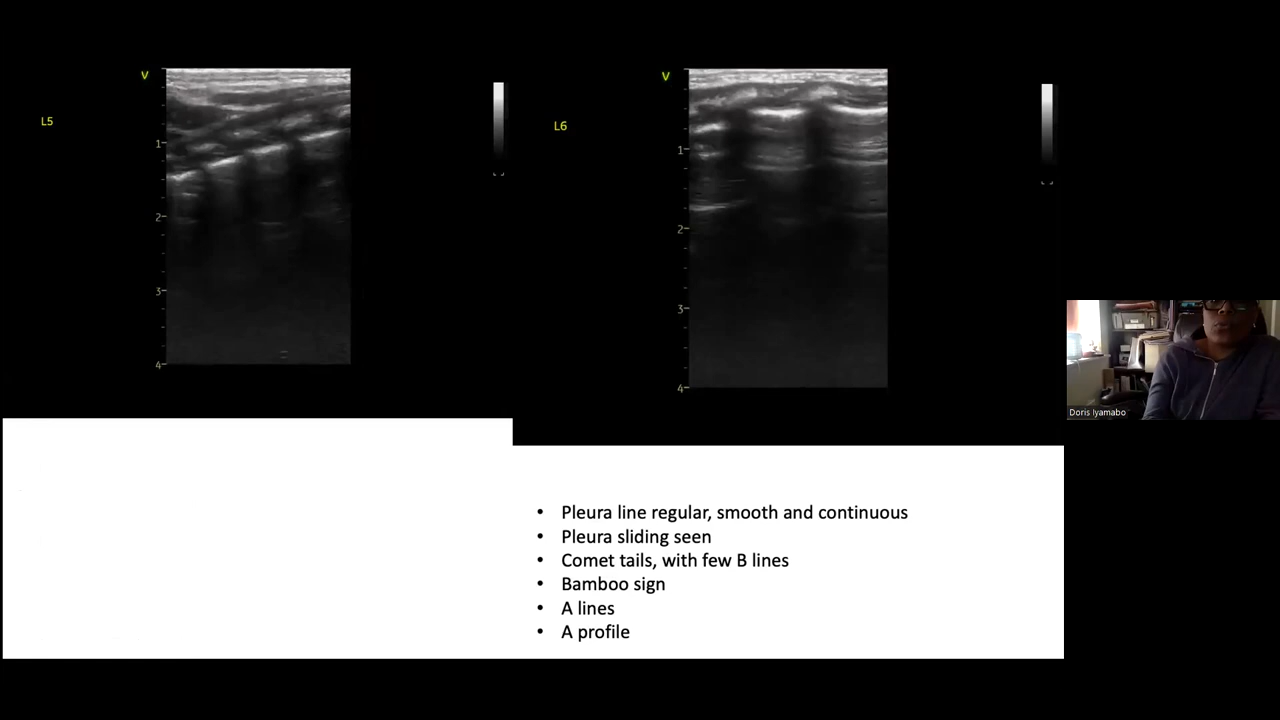 V
L5
1
2
3
4
V
L6
1
2
3
4
• Pleura line regular, smooth and continuous
• Pleura sliding seen
• Comet tails, with few B lines
• Bamboo sign
• A lines
• A profile
Doris Iyamabo